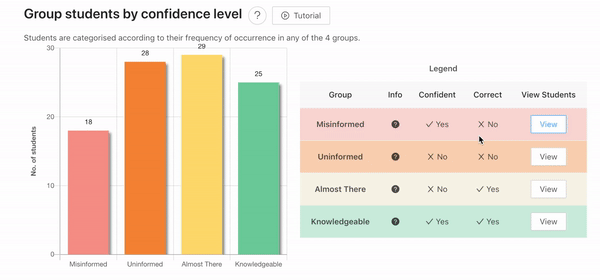 Group students by confidence level ? Tutorial
Students are categorised according to their frequency of occurrence in any of the 4 groups.
No. of students
30
20
10
0
18
28
29
25
Misinformed
Uninformed
Almost There
Knowledgeable
Legend
Group Info Confident Correct View Students
Misinformed ? Yes No View
Uninformed ? No No View
Almost There ? No Yes View
Knowledgeable ? Yes Yes View